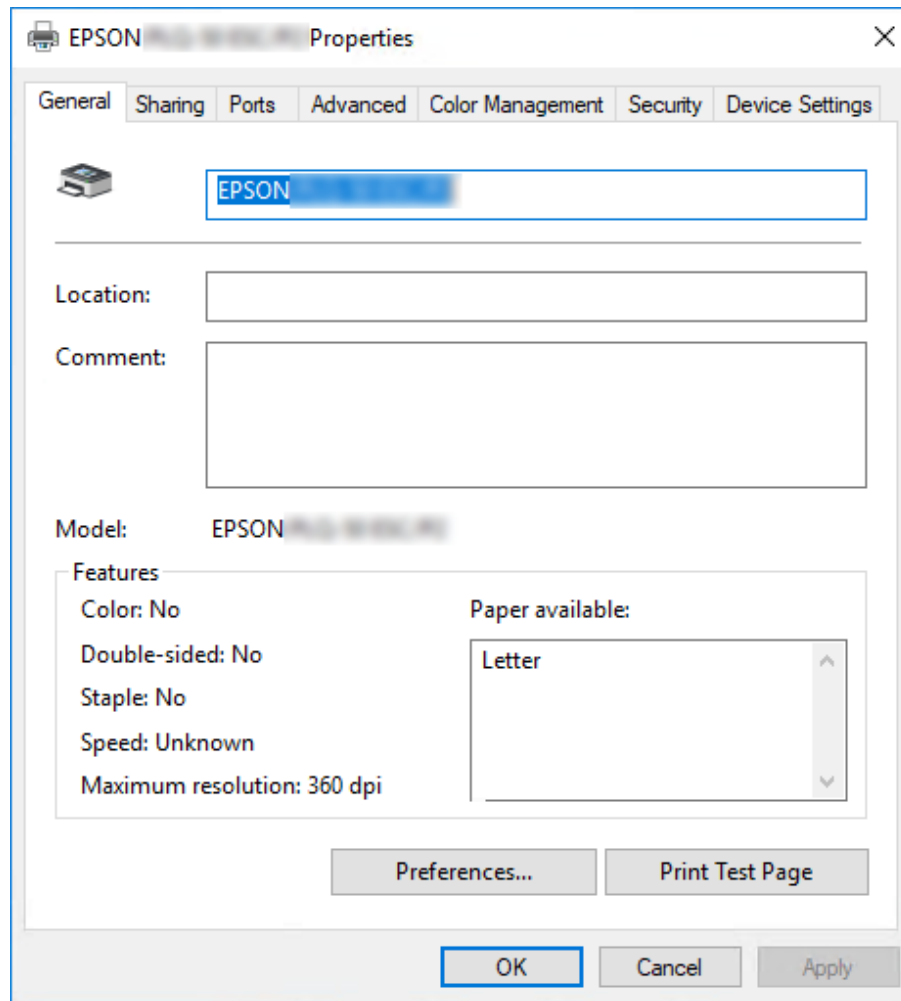 EPSON Properties
General Sharing Ports Advanced Color Management Security Device Settings
EPSON
Location:
Comment:
Model: EPSON
Features
Color: No
Double-sided: No
Staple: No
Speed: Unknown
Maximum resolution: 360 dpi
Paper available:
Letter
Preferences... Print Test Page
OK Cancel Apply